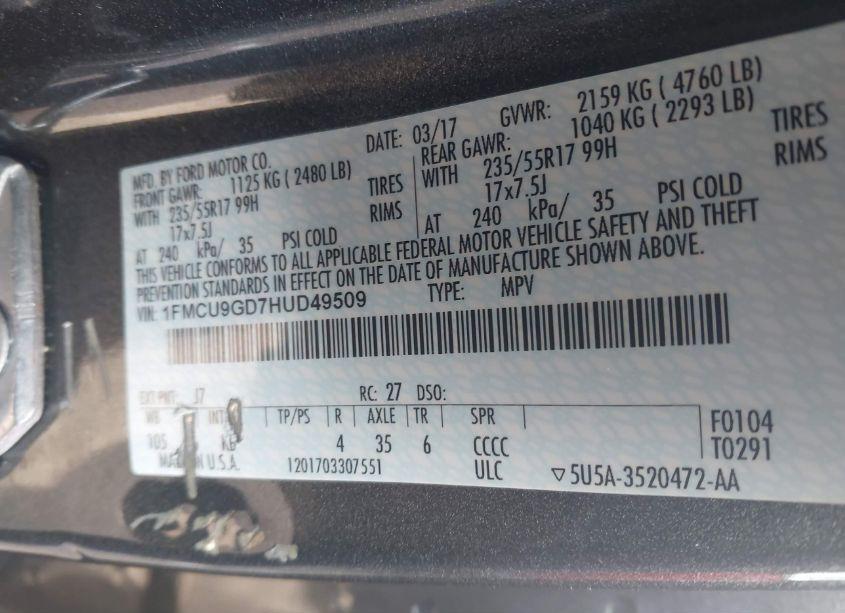 MFD. BY FORD MOTOR CO. DATE: 03/17 GVWR: 2159 KG ( 4760 LB)
FRONT GAWR: 1125 KG ( 2480 LB) REAR GAWR: 1040 KG ( 2293 LB)
WITH 235/55R17 99H TIRES WITH 235/55R17 99H TIRES
17x7.5J RIMS 17x7.5J RIMS
AT 240 kPa/ 35 PSI COLD AT 240 kPa/ 35 PSI COLD
THIS VEHICLE CONFORMS TO ALL APPLICABLE FEDERAL MOTOR VEHICLE SAFETY AND THEFT
PREVENTION STANDARDS IN EFFECT ON THE DATE OF MANUFACTURE SHOWN ABOVE.
VIN: 1FMCU9GD7HUD49509 TYPE: MPV
EXT PNT: J7 RC: 27 DSO:
WB INT TP/PS R AXLE TR SPR F0104
105 KB 4 35 6 CCCC T0291
U.S.A. 1201703307551 ULC ▽5U5A-3520472-AA